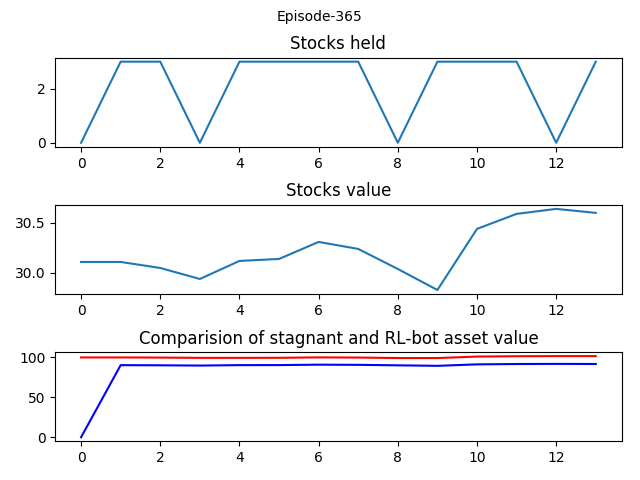 Episode-365
Stocks held
2
0
0 2 4 6 8 10 12
Stocks value
30.5
30.0
0 2 4 6 8 10 12
Comparision of stagnant and RL-bot asset value
100
50
0
0 2 4 6 8 10 12